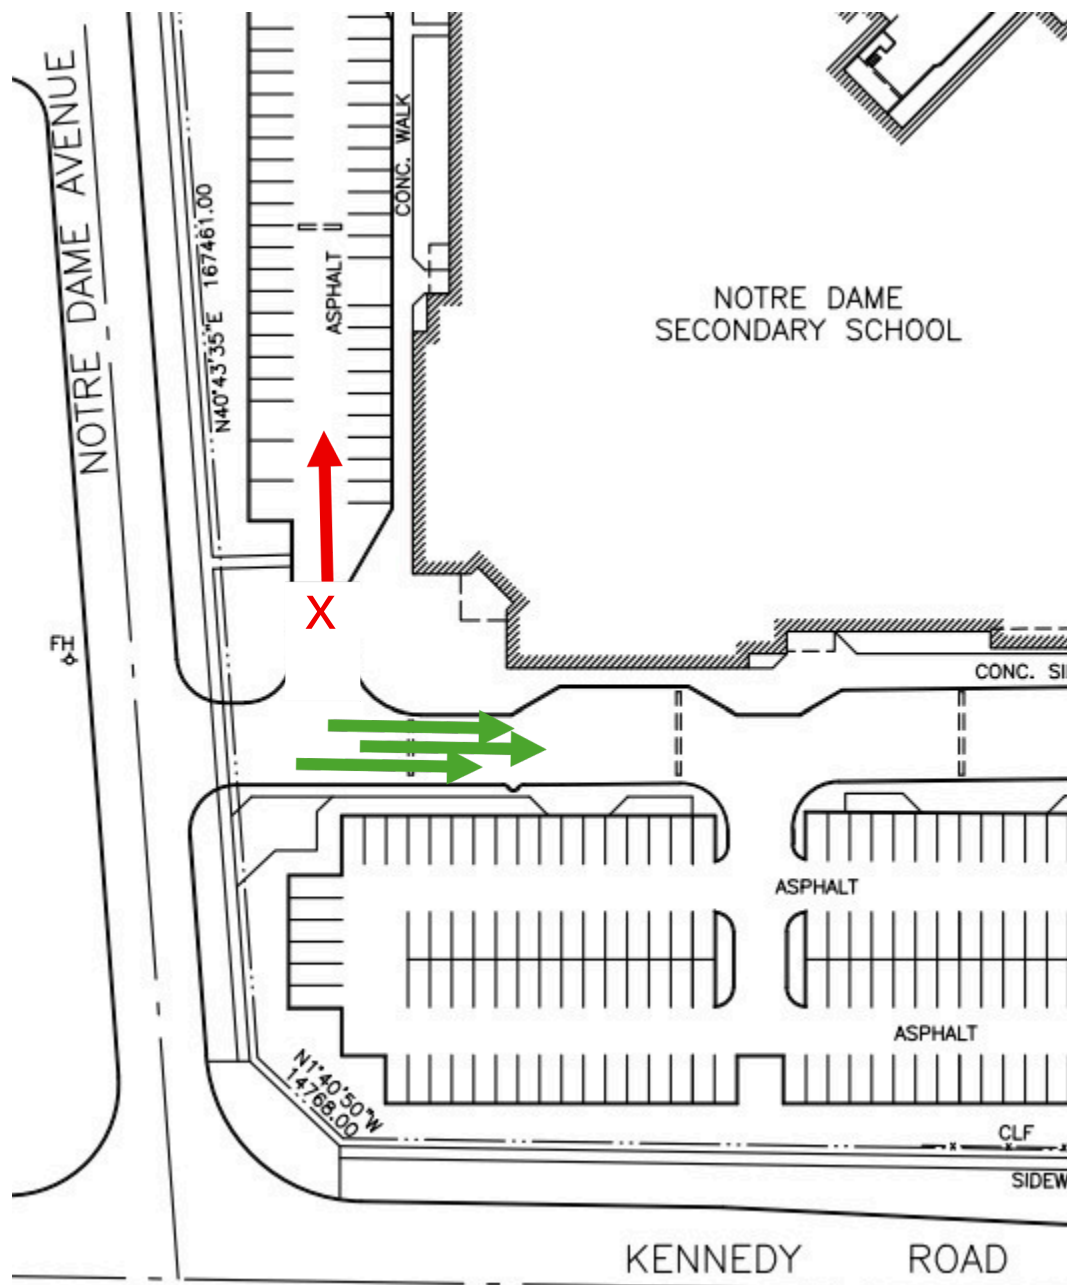 NOTRE DAME AVENUE
N40°43'35"E 167461.00
CONC. WALK
ASPHALT
NOTRE DAME
SECONDARY SCHOOL
X
FH
CONC. SI
ASPHALT
ASPHALT
N1°40'50"W
14768.00
CLF
SIDEW
KENNEDY ROAD